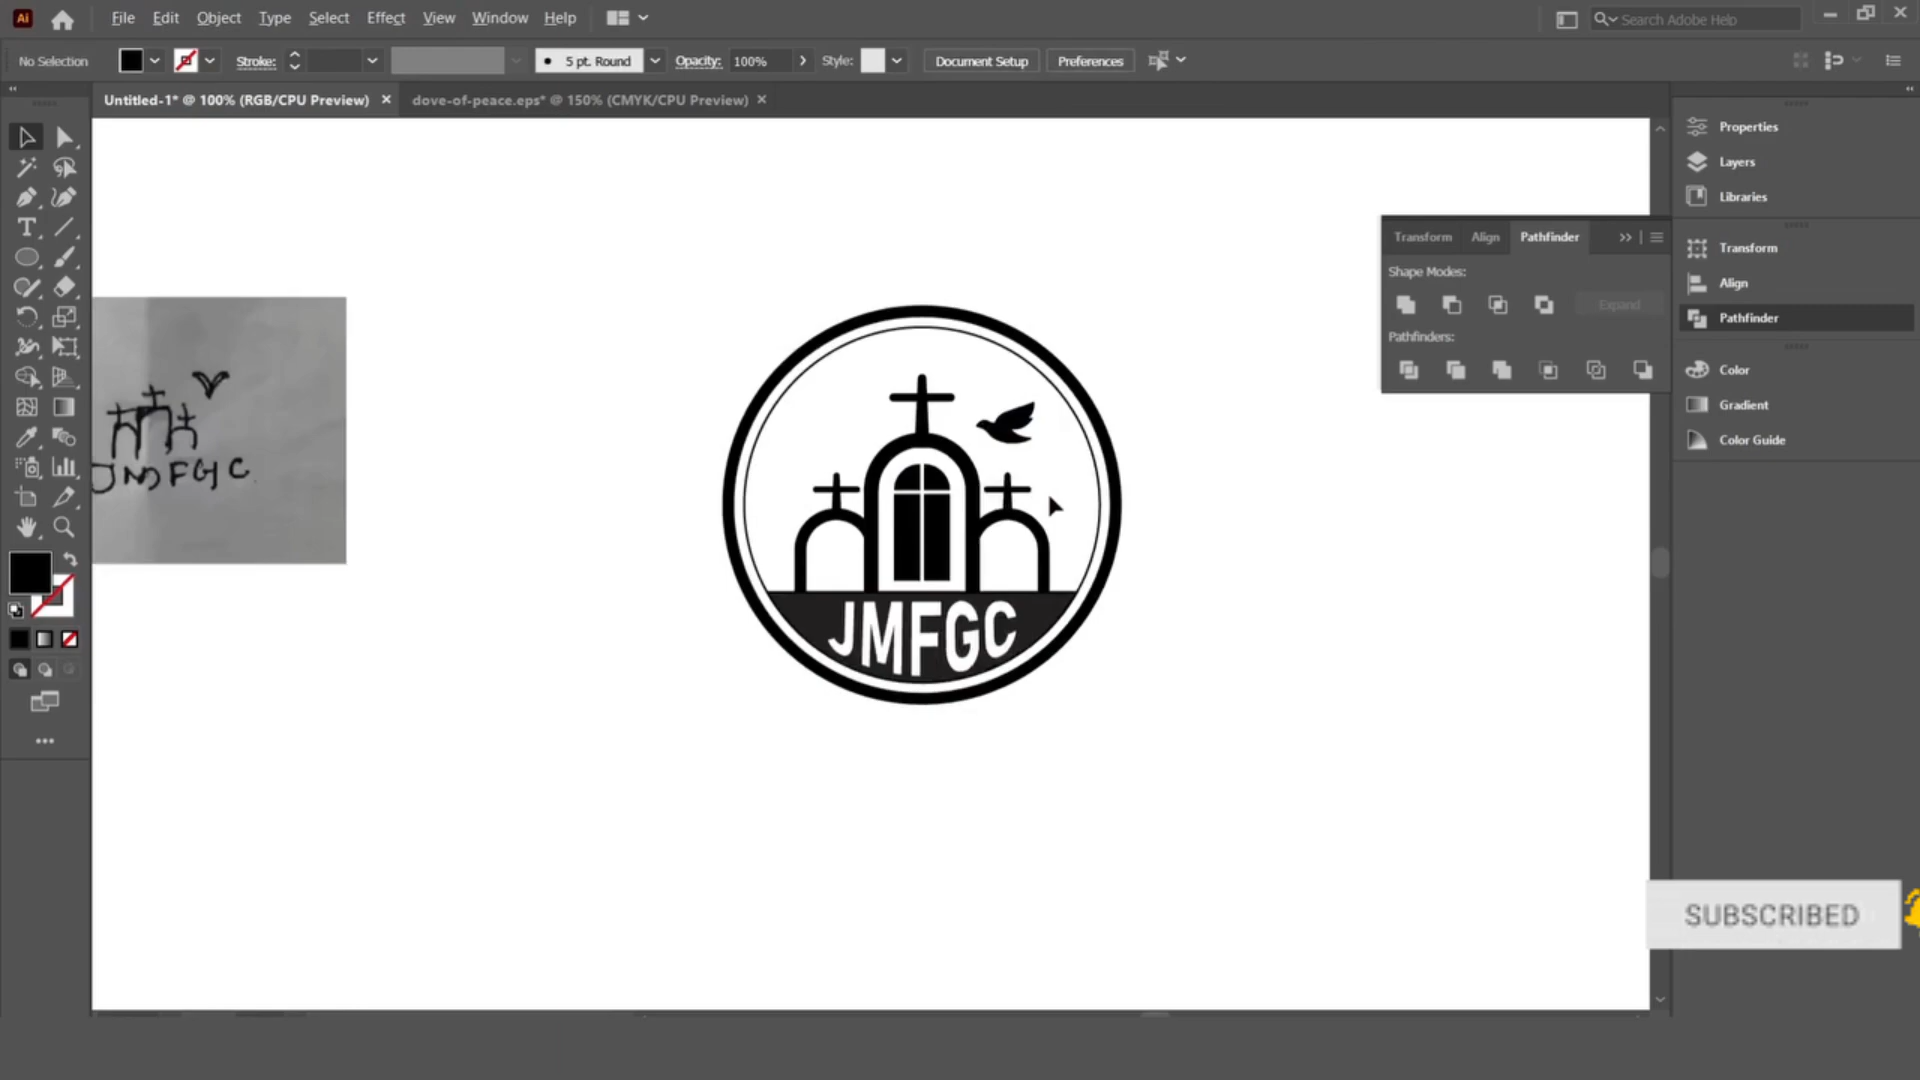 Ai
File Edit Object Type Select Effect View Window Help
Search Adobe Help
No Selection
Stroke:
5 pt. Round
Opacity: 100%
Style:
Document Setup
Preferences
Untitled-1* @ 100% (RGB/CPU Preview) ×
dove-of-peace.eps* @ 150% (CMYK/CPU Preview) ×
Properties
Layers
Libraries
Transform Align Pathfinder
Shape Modes:
Expand
Pathfinders:
Transform
Align
Pathfinder
Color
Gradient
Color Guide
JMFGC
JMFGC
SUBSCRIBED